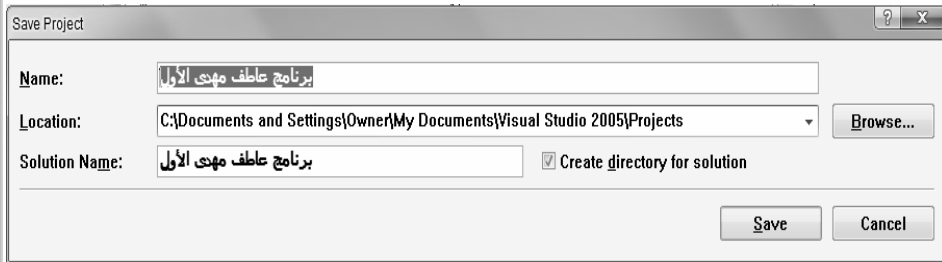 Save Project
Name: برنامج عاطف مهدى الأول
Location: C:\Documents and Settings\Owner\My Documents\Visual Studio 2005\Projects Browse...
Solution Name: برنامج عاطف مهدى الأول Create directory for solution
Save Cancel